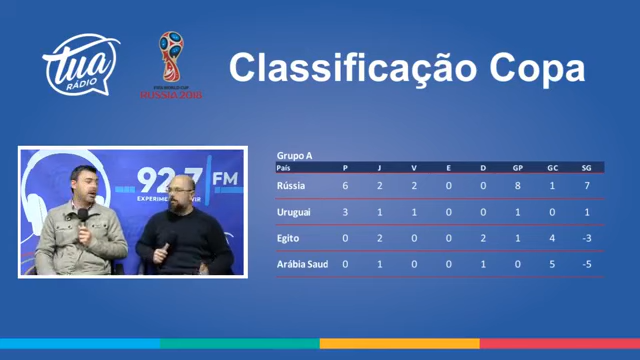 tua
RÁDIO
FIFA WORLD CUP
RUSSIA 2018
Classificação Copa
92.7 FM
Grupo A
País P J V E D GP GC SG
Rússia 6 2 2 0 0 8 1 7
Uruguai 3 1 1 0 0 1 0 1
Egito 0 2 0 0 2 1 4 -3
Arábia Saud 0 1 0 0 1 0 5 -5